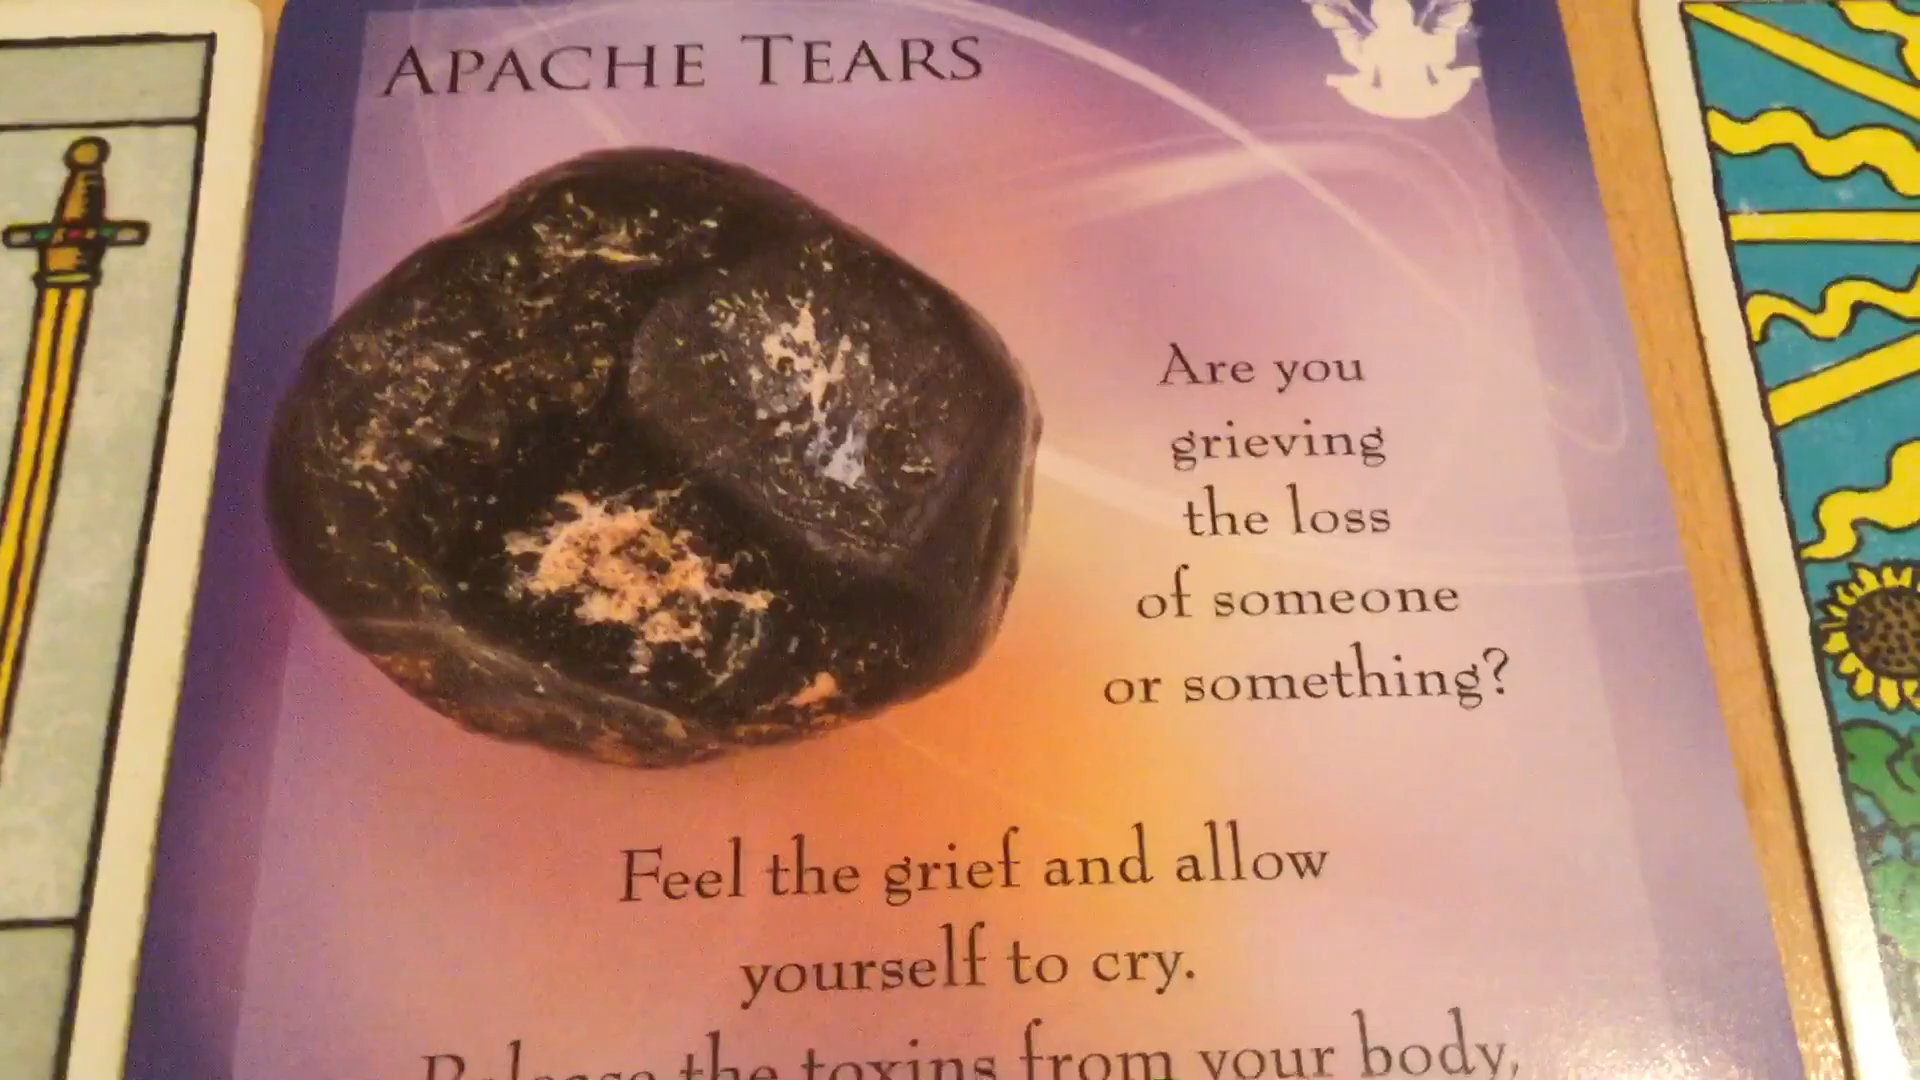 APACHE TEARS
Are you
grieving
the loss
of someone
or something?
Feel the grief and allow
yourself to cry.
Release the toxins from your body,